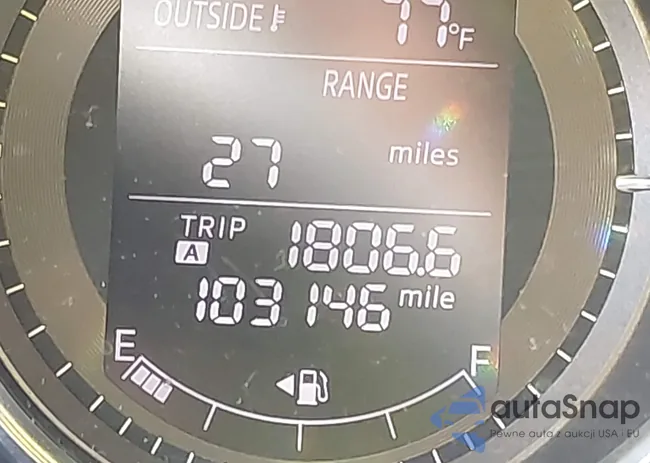 OUTSIDE 77°F
RANGE
27 miles
TRIP
A 1806.6
103146 mile
E F
autaSnap
Pewne auta z aukcji USA i EU